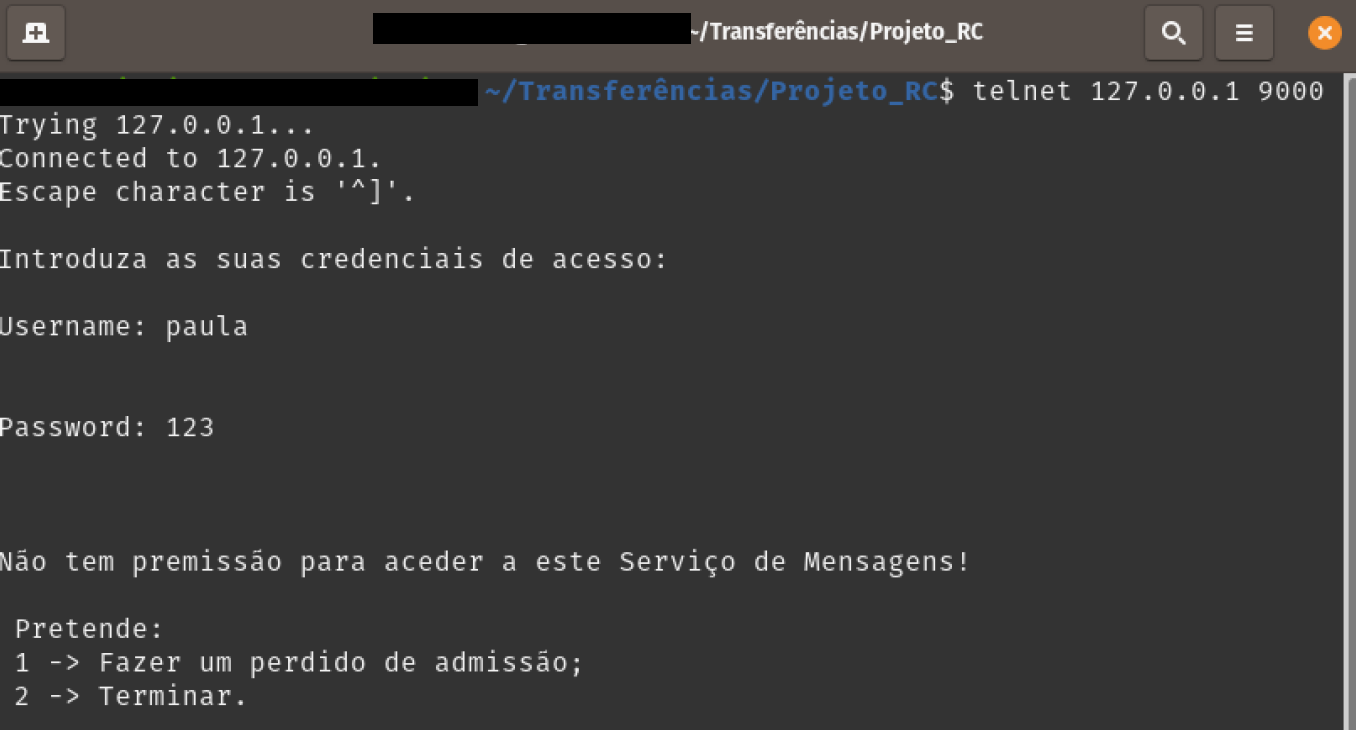 ~/Transferências/Projeto_RC
~/Transferências/Projeto_RC$ telnet 127.0.0.1 9000
Trying 127.0.0.1...
Connected to 127.0.0.1.
Escape character is '^]'.
Introduza as suas credenciais de acesso:
Username: paula
Password: 123
Não tem premissão para aceder a este Serviço de Mensagens!
Pretende:
1 -> Fazer um perdido de admissão;
2 -> Terminar.